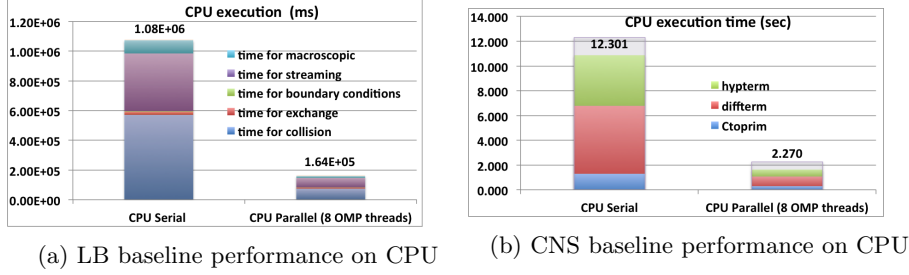 CPU execution (ms)
1.20E+06
1.00E+06
8.00E+05
6.00E+05
4.00E+05
2.00E+05
0.00E+00
1.08E+06
1.64E+05
time for macroscopic
time for streaming
time for boundary conditions
time for exchange
time for collision
CPU Serial
CPU Parallel (8 OMP threads)
(a) LB baseline performance on CPU
CPU execution time (sec)
14.000
12.000
10.000
8.000
6.000
4.000
2.000
0.000
12.301
2.270
hypterm
diffterm
Ctoprim
CPU Serial
CPU Parallel (8 OMP threads)
(b) CNS baseline performance on CPU